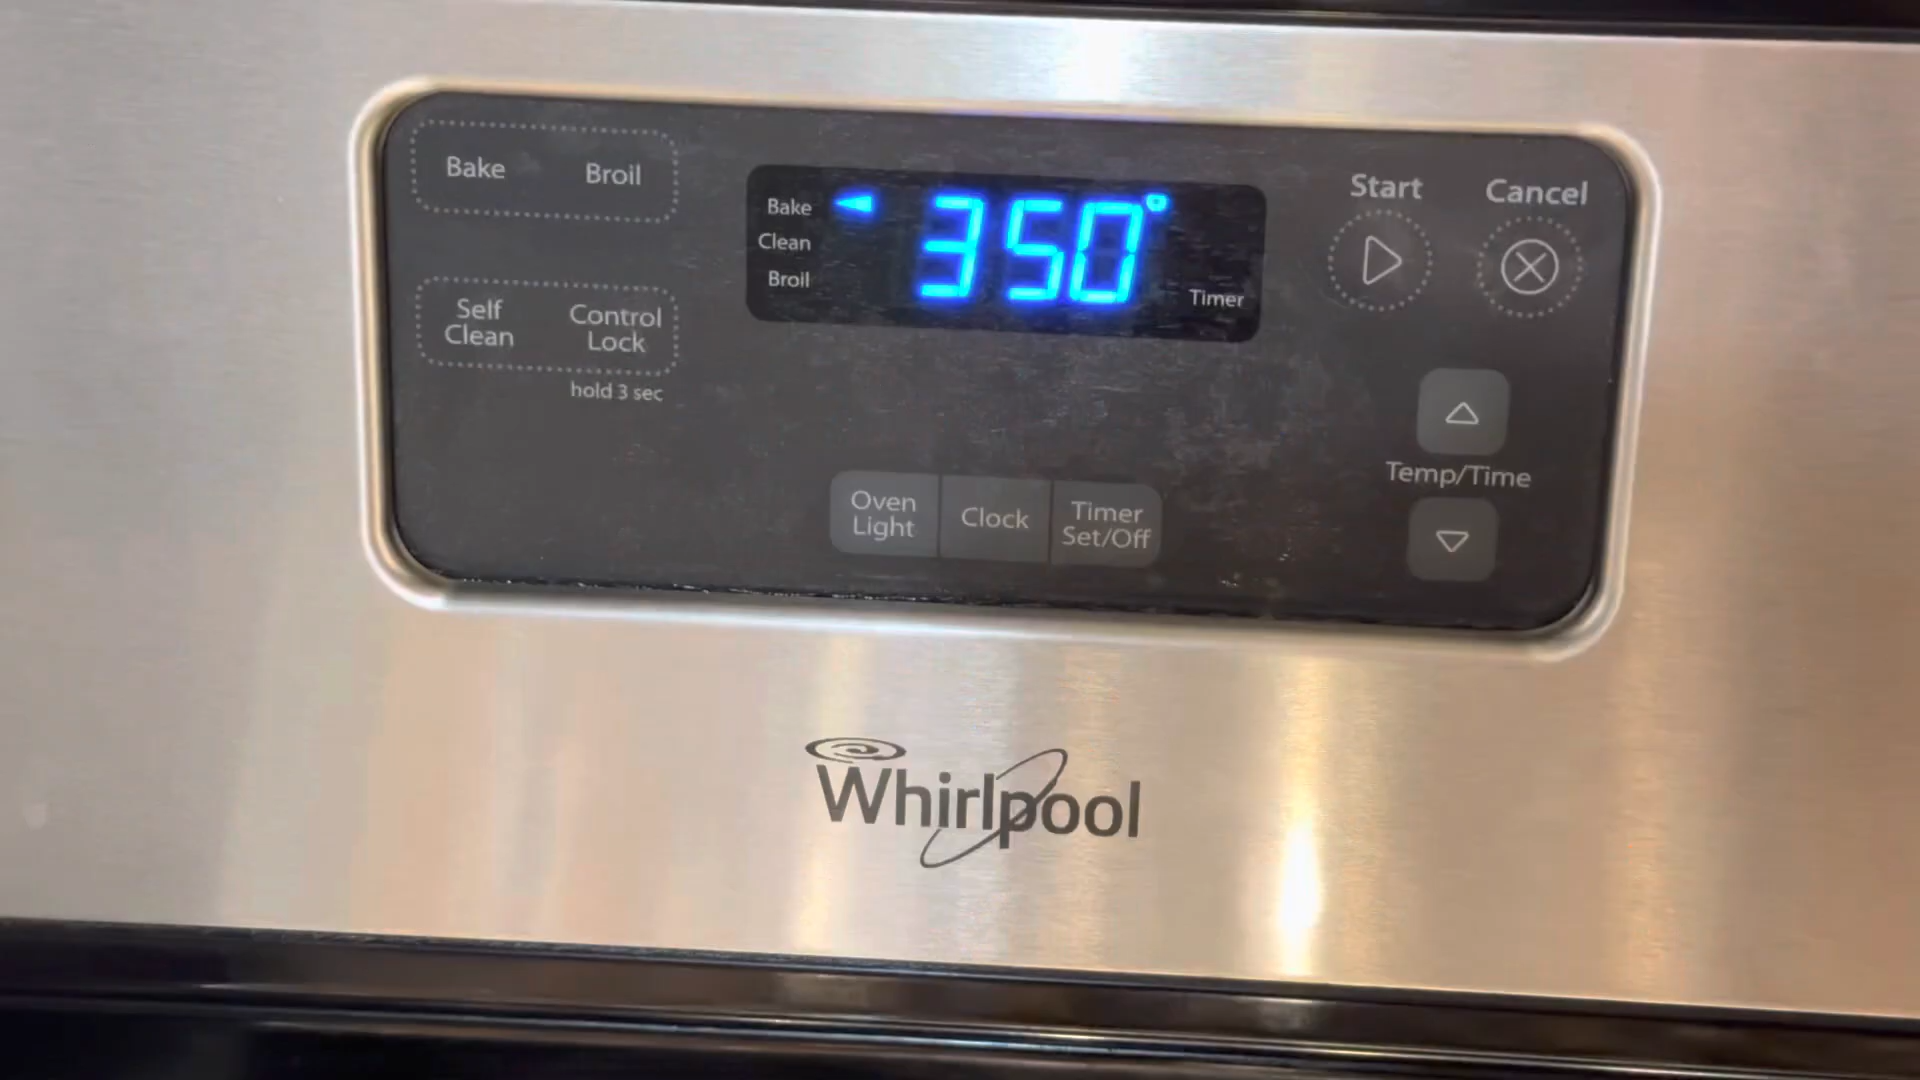 Bake Broil
Self Clean
Control Lock
hold 3 sec
Bake
Clean
Broil
350°
Timer
Start
Cancel
Temp/Time
Oven Light
Clock
Timer Set/Off
Whirlpool